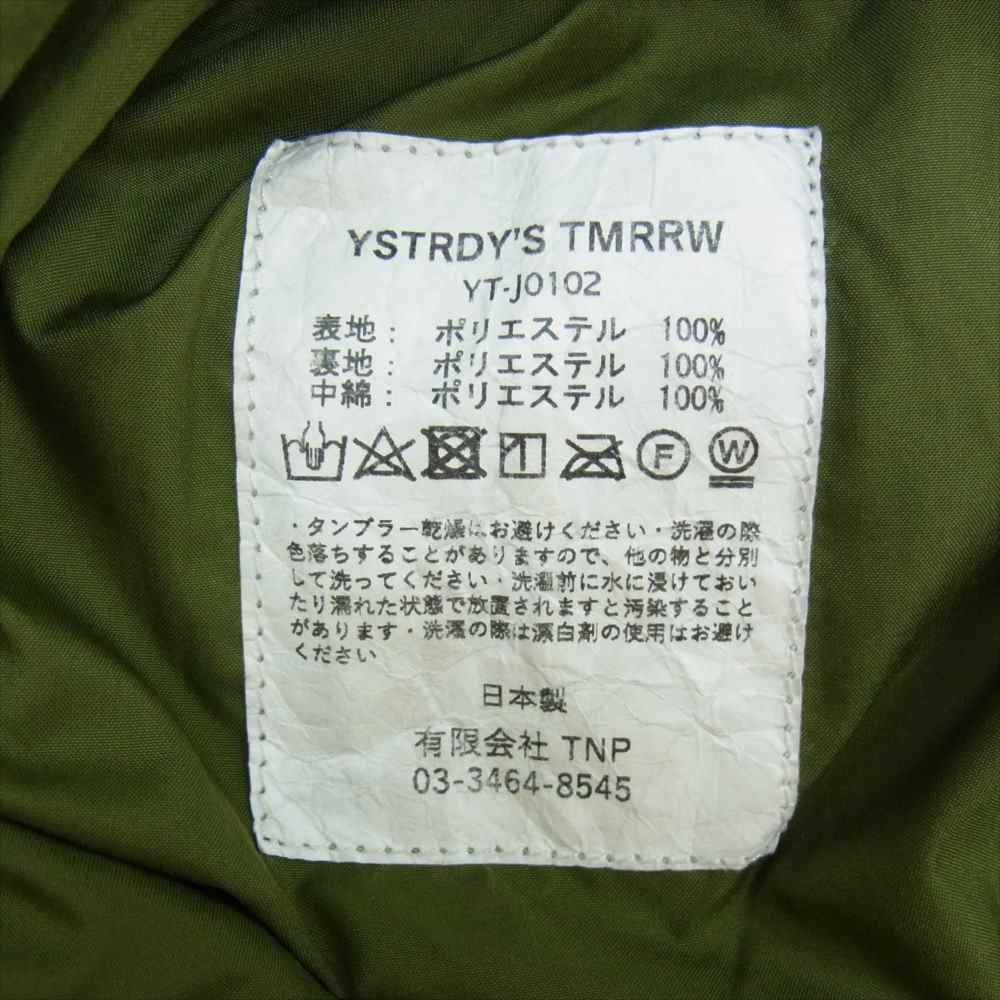 YSTRDY'S TMRRW
YT-J0102
表地： ポリエステル 100%
裏地： ポリエステル 100%
中綿： ポリエステル 100%
F W
・タンブラー乾燥はお避けください・洗濯の際
色落ちすることがありますので、他の物と分別
して洗ってください・洗濯前に水に浸けておい
たり濡れた状態で放置されますと汚染すること
があります・洗濯の際は漂白剤の使用はお避け
ください
日本製
有限会社 TNP
03-3464-8545